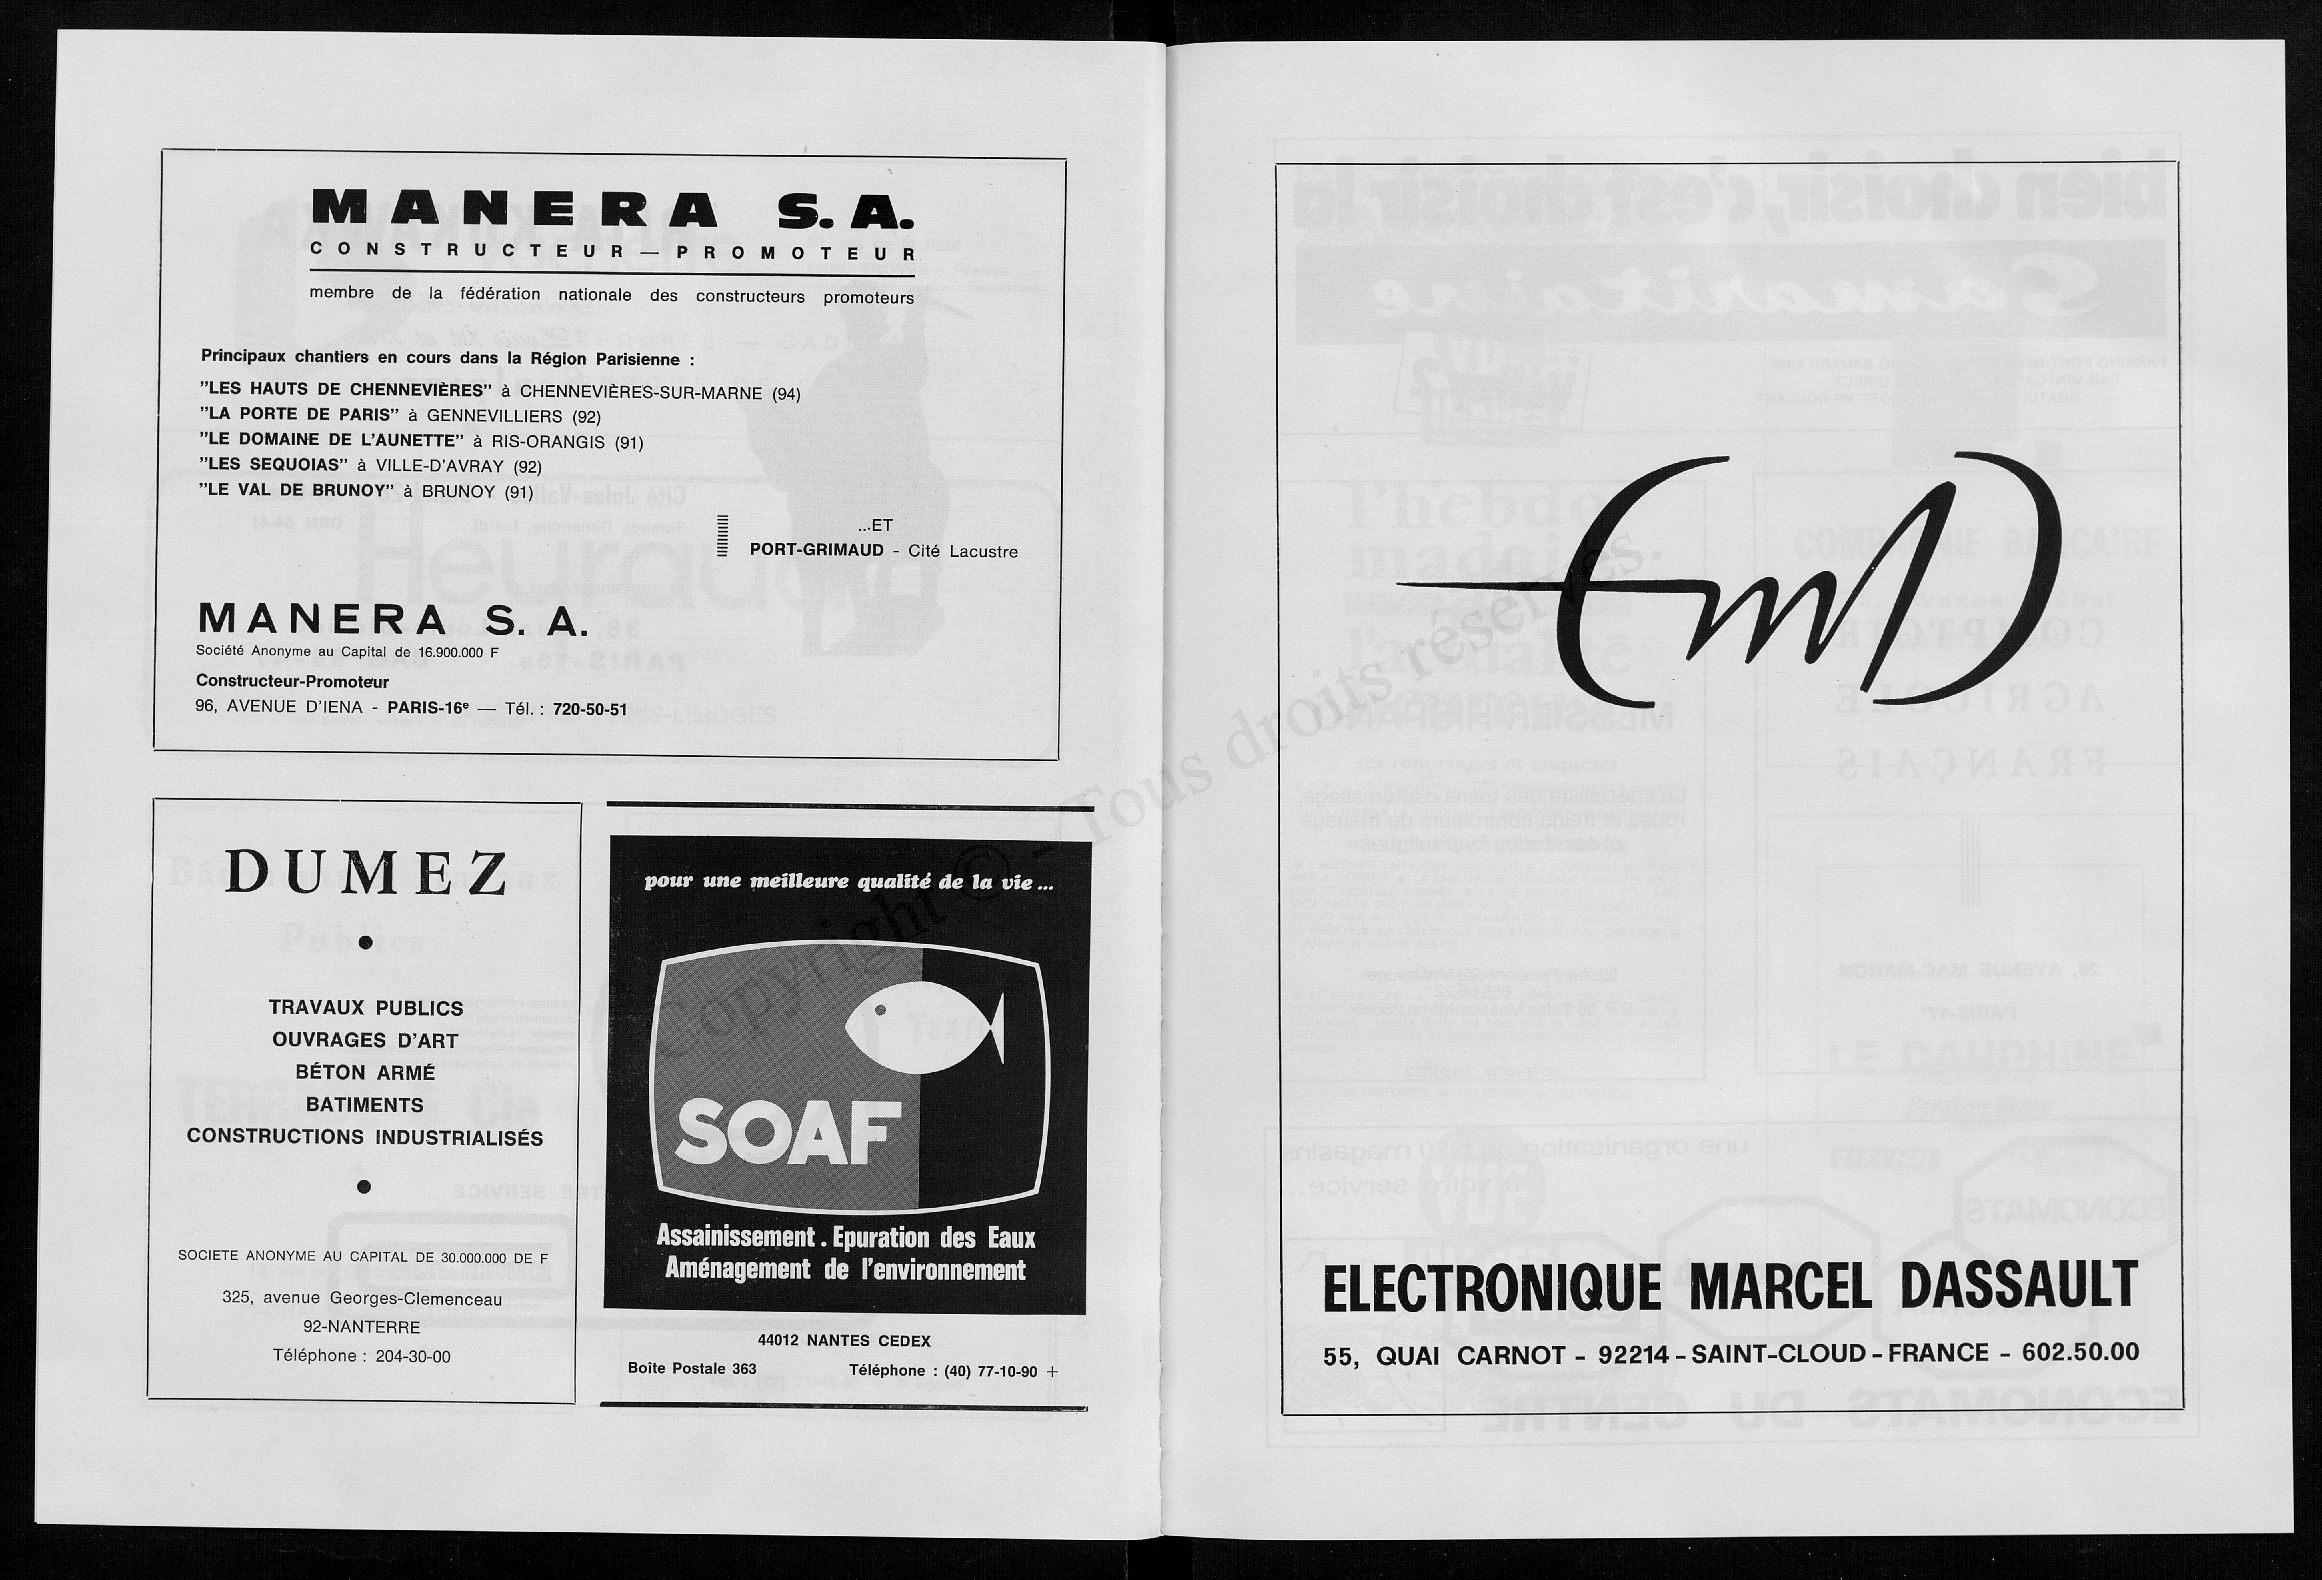 MANERA S.A.
CONSTRUCTEUR — PROMOTEUR
membre de la fédération nationale des constructeurs promoteurs
Principaux chantiers en cours dans la Région Parisienne :
"LES HAUTS DE CHENNEVIÈRES" à CHENNEVIÈRES-SUR-MARNE (94)
"LA PORTE DE PARIS" à GENNEVILLIERS (92)
"LE DOMAINE DE L'AUNETTE" à RIS-ORANGIS (91)
"LES SEQUOIAS" à VILLE-D'AVRAY (92)
"LE VAL DE BRUNOY" à BRUNOY (91)
...ET
PORT-GRIMAUD - Cité Lacustre
MANERA S. A.
Société Anonyme au Capital de 16.900.000 F
Constructeur-Promoteur
96, AVENUE D'IENA - PARIS-16e — Tél. : 720-50-51
DUMEZ
TRAVAUX PUBLICS
OUVRAGES D'ART
BÉTON ARMÉ
BATIMENTS
CONSTRUCTIONS INDUSTRIALISÉS
SOCIETE ANONYME AU CAPITAL DE 30.000.000 DE F
325, avenue Georges-Clemenceau
92-NANTERRE
Téléphone : 204-30-00
pour une meilleure qualité de la vie...
SOAF
Assainissement . Epuration des Eaux
Aménagement de l'environnement
44012 NANTES CEDEX
Boite Postale 363 Téléphone : (40) 77-10-90 +
EMD
ELECTRONIQUE MARCEL DASSAULT
55, QUAI CARNOT - 92214 - SAINT-CLOUD - FRANCE - 602.50.00
Copyright © - Tous droits réservés.